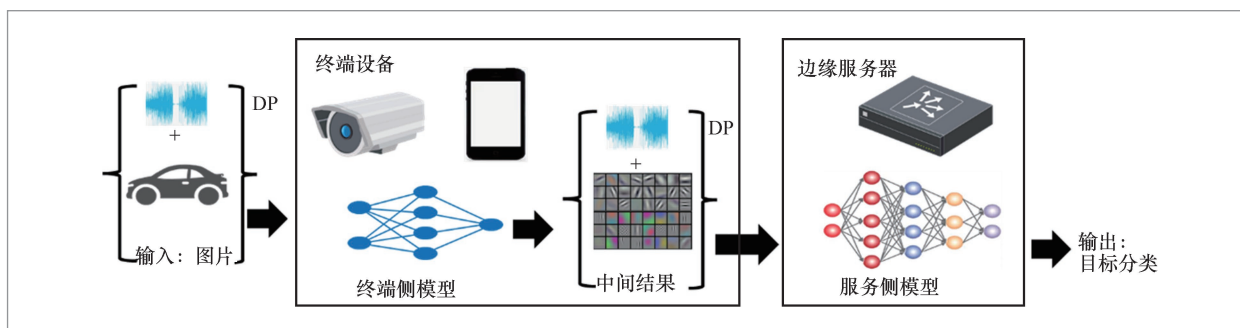 DP
+
输入：图片
终端设备
终端侧模型
DP
+
中间结果
边缘服务器
服务侧模型
输出：
目标分类